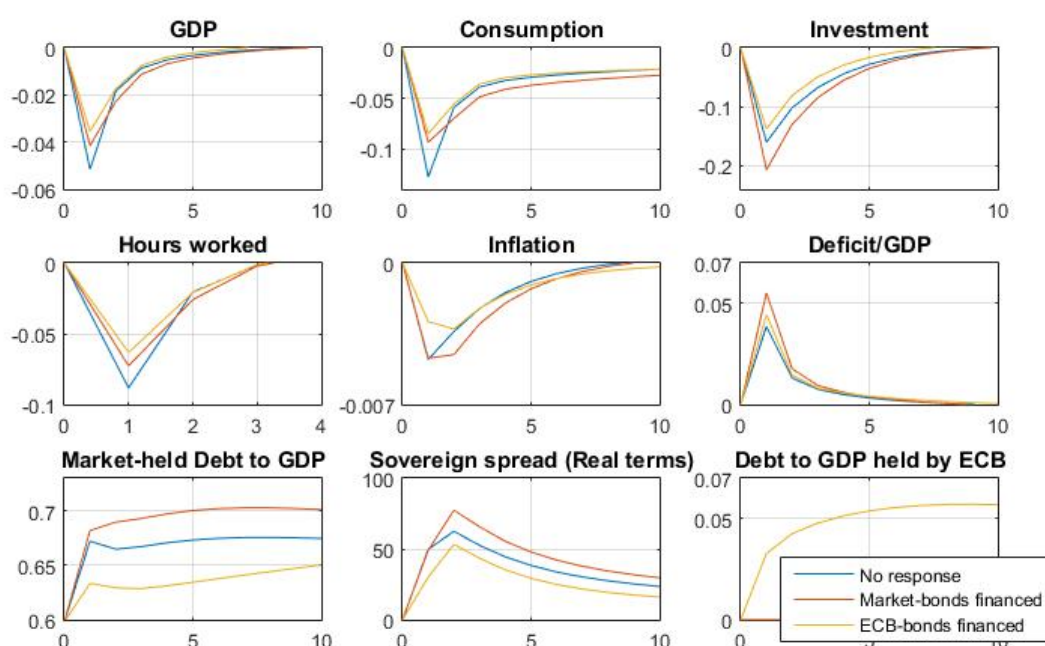 GDP
Consumption
Investment
0
-0.02
-0.04
-0.06
0 5 10
0
-0.05
-0.1
0 5 10
0
-0.1
-0.2
0 5 10
Hours worked
Inflation
Deficit/GDP
0
-0.05
-0.1
0 1 2 3 4
0
-0.007
0 5 10
0.07
0.05
0
0 5 10
Market-held Debt to GDP
Sovereign spread (Real terms)
Debt to GDP held by ECB
0.7
0.65
0.6
0 5 10
100
50
0
0 5 10
0.07
0.05
0
0
No response
Market-bonds financed
ECB-bonds financed